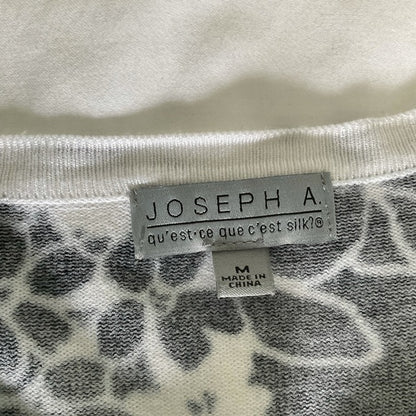 JOSEPH A.
qu'est-ce que c'est silk?®
M
MADE IN
CHINA